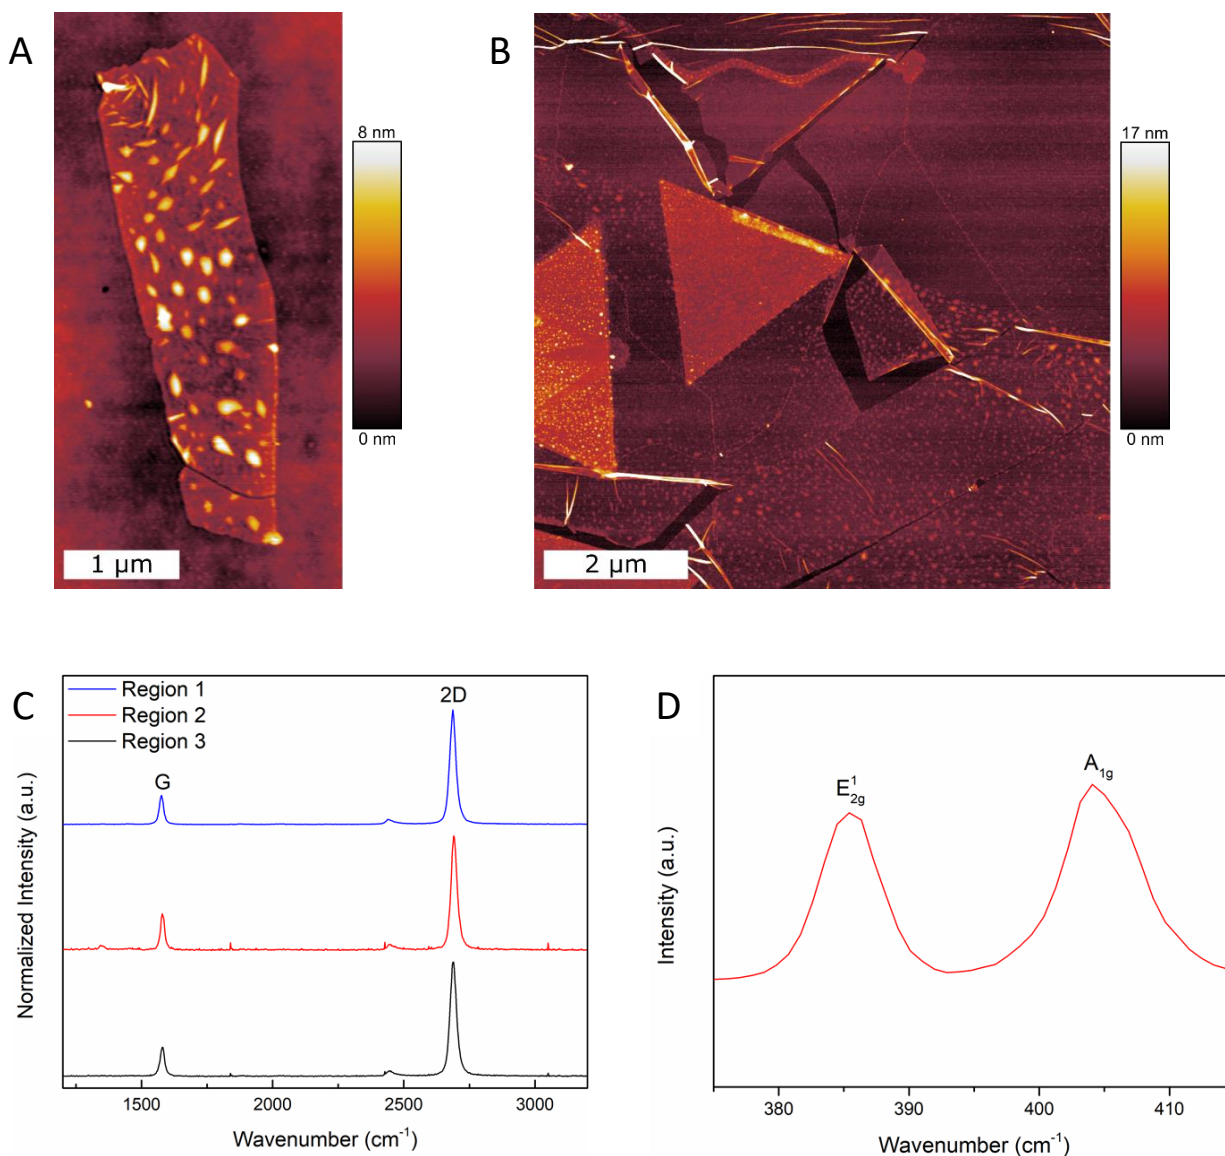 A
8 nm
0 nm
1 µm
B
17 nm
0 nm
2 µm
C
Region 1
Region 2
Region 3
G
2D
Normalized Intensity (a.u.)
1500
2000
2500
3000
Wavenumber (cm⁻¹)
D
E¹₂g
A₁g
Intensity (a.u.)
380
390
400
410
Wavenumber (cm⁻¹)